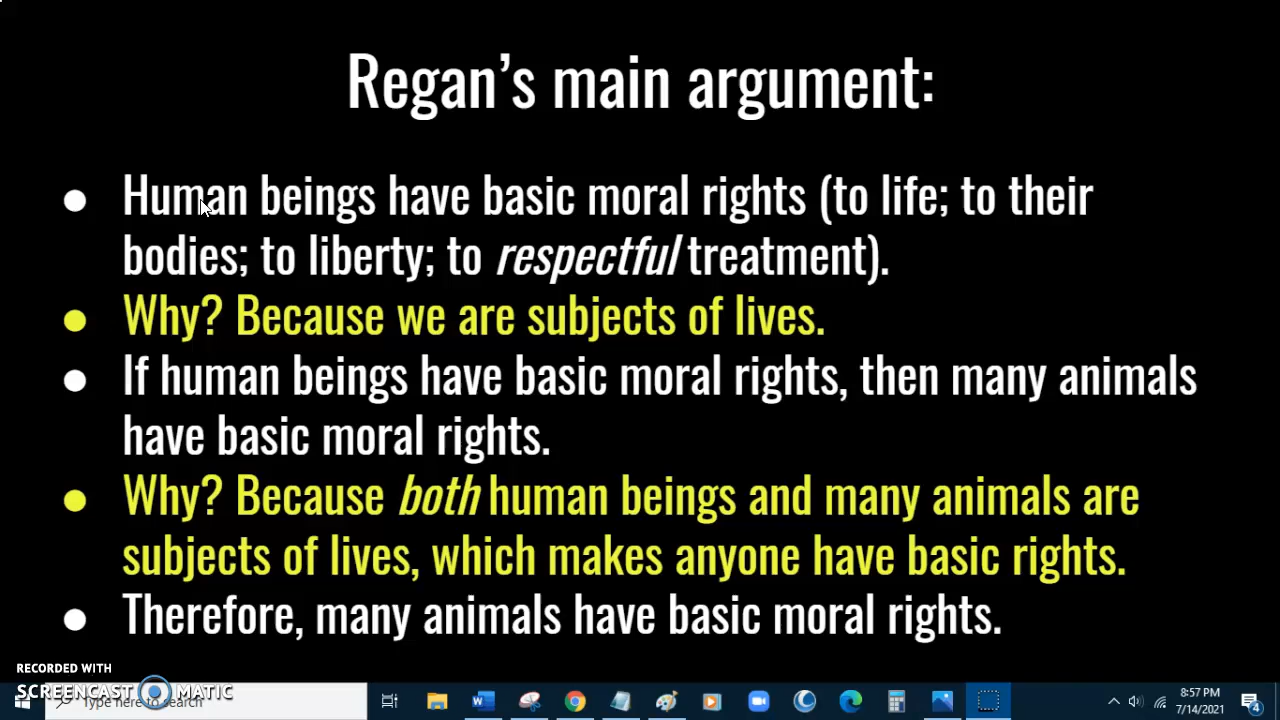 Regan’s main argument:
● Human beings have basic moral rights (to life; to their
bodies; to liberty; to respectful treatment).
● Why? Because we are subjects of lives.
● If human beings have basic moral rights, then many animals
have basic moral rights.
● Why? Because both human beings and many animals are
subjects of lives, which makes anyone have basic rights.
● Therefore, many animals have basic moral rights.
RECORDED WITH
SCREENCAST MATIC
Type here to search
8:57 PM
7/14/2021
4